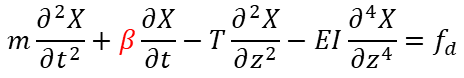 m ∂²X/∂t² + β ∂X/∂t − T ∂²X/∂z² − EI ∂⁴X/∂z⁴ = f_d